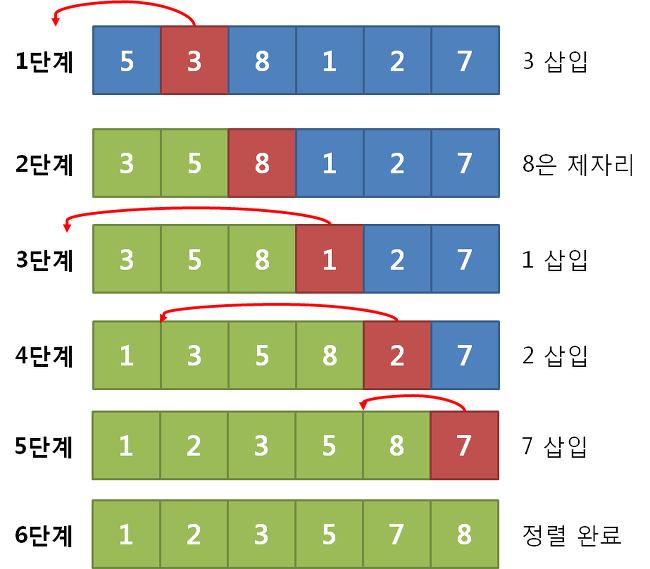 1단계 5 3 8 1 2 7 3 삽입
2단계 3 5 8 1 2 7 8은 제자리
3단계 3 5 8 1 2 7 1 삽입
4단계 1 3 5 8 2 7 2 삽입
5단계 1 2 3 5 8 7 7 삽입
6단계 1 2 3 5 7 8 정렬 완료